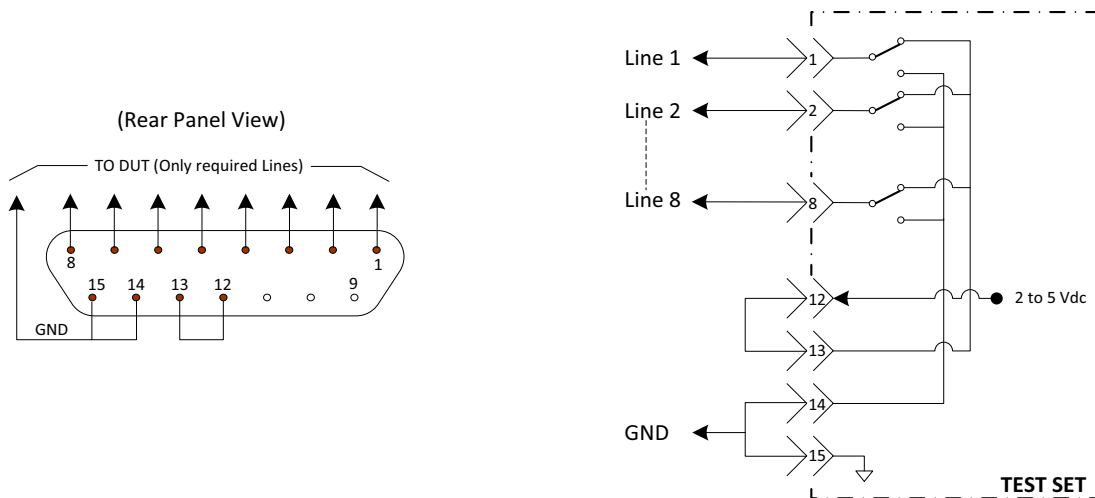 (Rear Panel View)
TO DUT (Only required Lines)
8
1
15
14
13
12
9
GND
Line 1
1
Line 2
2
Line 8
8
12
2 to 5 Vdc
13
14
GND
15
TEST SET